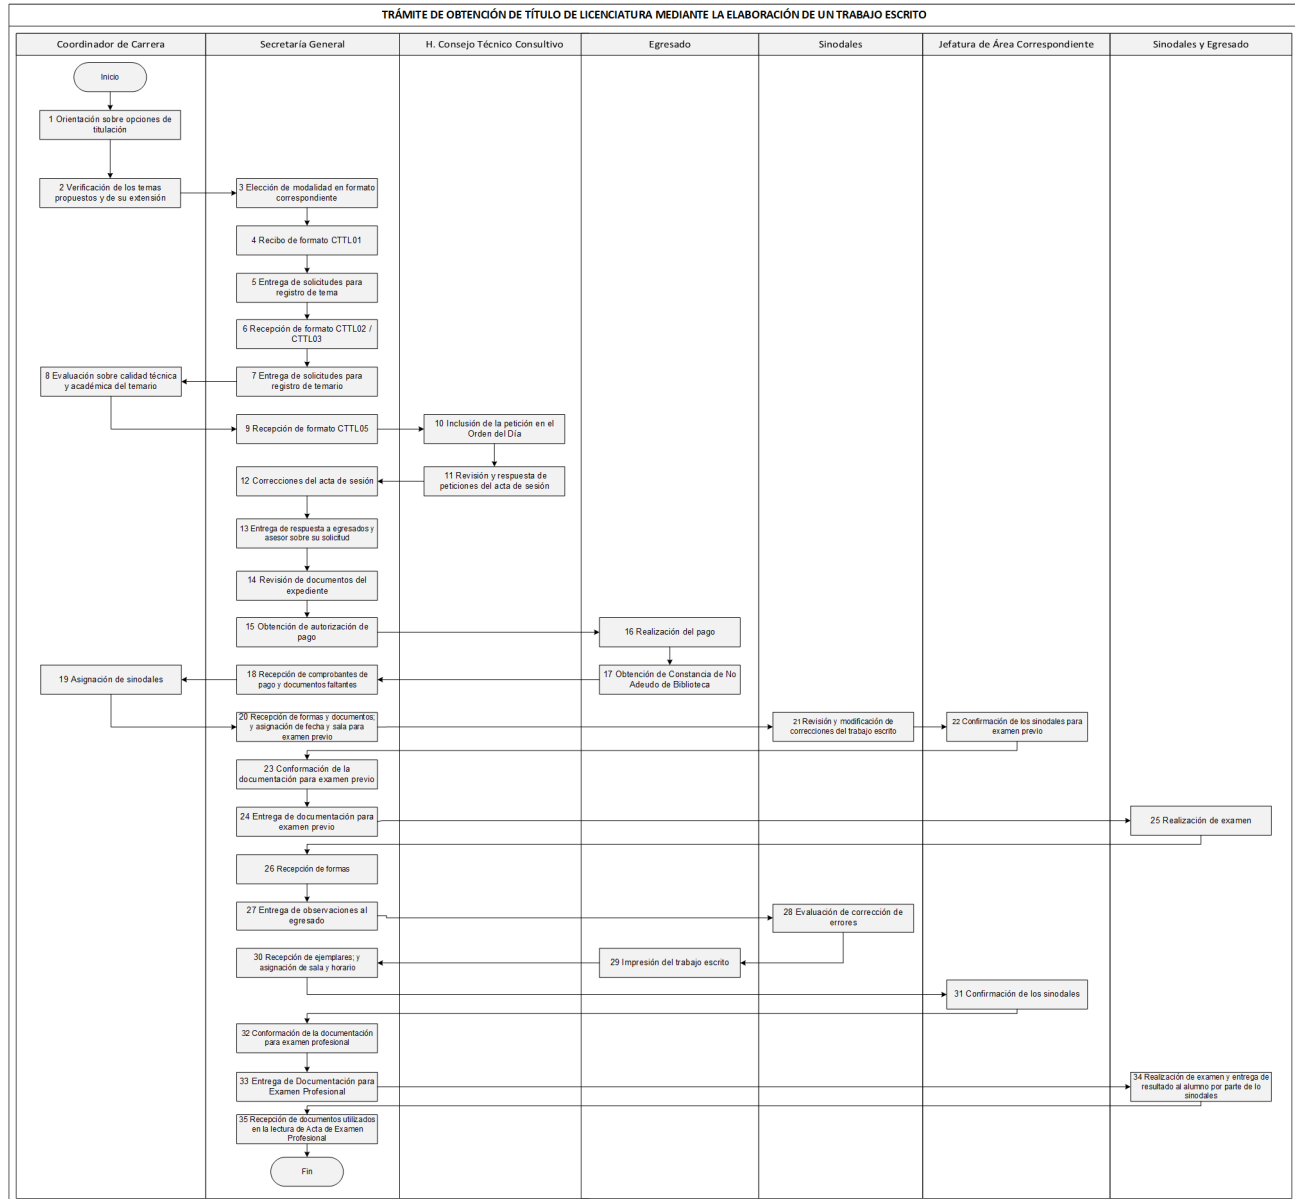 TRÁMITE DE OBTENCIÓN DE TÍTULO DE LICENCIATURA MEDIANTE LA ELABORACIÓN DE UN TRABAJO ESCRITO
Coordinador de Carrera
Secretaría General
H. Consejo Técnico Consultivo
Egresado
Sinodales
Jefatura de Área Correspondiente
Sinodales y Egresado
Inicio
1 Orientación sobre opciones de
titulación
2 Verificación de los temas
propuestos y de su extensión
3 Elección de modalidad en formato
correspondiente
4 Recibo de formato CTTL01
5 Entrega de solicitudes para
registro de tema
6 Recepción de formato CTTL02 /
CTTL03
7 Entrega de solicitudes para
registro de temario
8 Evaluación sobre calidad técnica
y académica del temario
9 Recepción de formato CTTL05
10 Inclusión de la petición en el
Orden del Día
11 Revisión y respuesta de
peticiones del acta de sesión
12 Correcciones del acta de sesión
13 Entrega de respuesta a egresados y
asesor sobre su solicitud
14 Revisión de documentos del
expediente
15 Obtención de autorización de
pago
16 Realización del pago
17 Obtención de Constancia de No
Adeudo de Biblioteca
18 Recepción de comprobantes de
pago y documentos faltantes
19 Asignación de sinodales
20 Recepción de formas y documentos;
y asignación de fecha y sala para
examen previo
21 Revisión y modificación de
correcciones del trabajo escrito
22 Confirmación de los sinodales para
examen previo
23 Conformación de la
documentación para examen previo
24 Entrega de documentación para
examen previo
25 Realización de examen
26 Recepción de formas
27 Entrega de observaciones al
egresado
28 Evaluación de corrección de
errores
29 Impresión del trabajo escrito
30 Recepción de ejemplares; y
asignación de sala y horario
31 Confirmación de los sinodales
32 Conformación de la documentación
para examen profesional
33 Entrega de Documentación para
Examen Profesional
34 Realización de examen y entrega de
resultado al alumno por parte de lo
sinodales
35 Recepción de documentos utilizados
en la lectura de Acta de Examen
Profesional
Fin